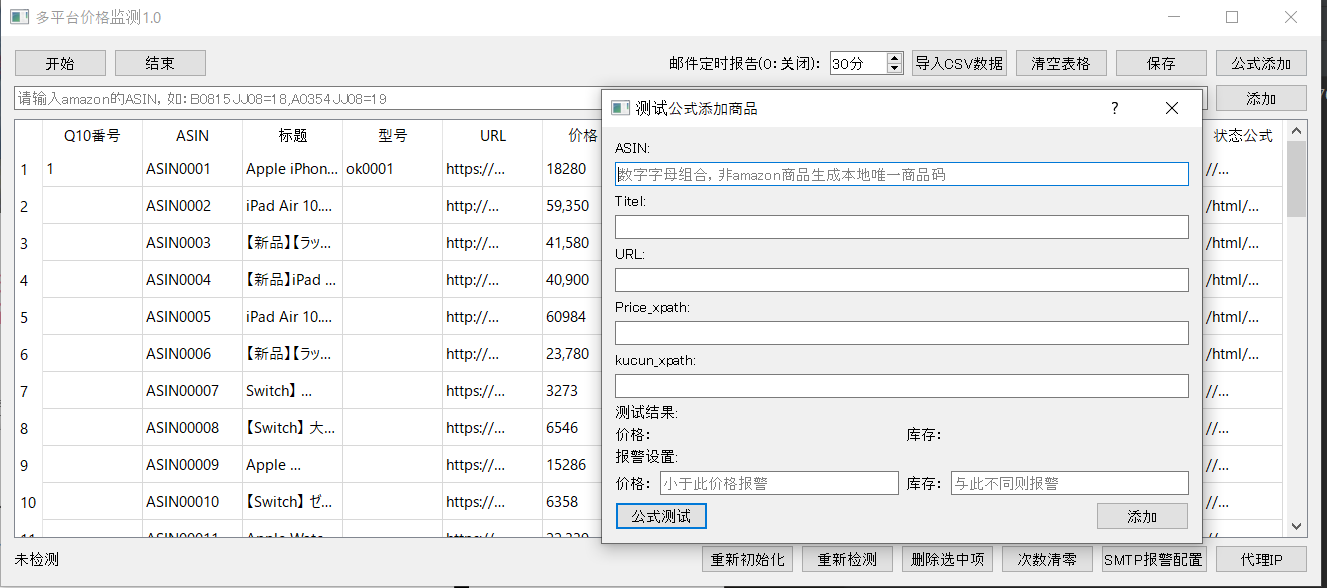 多平台价格监测1.0
开始 结束 邮件定时报告(0:关闭): 30分 导入CSV数据 清空表格 保存 公式添加
请输入amazon的ASIN, 如:B0815JJ08=18,A0354JJ08=19 添加
Q10番号 ASIN 标题 型号 URL 价格 状态公式
1 1 ASIN0001 Apple iPhon... ok0001 https://... 18280 //...
2 ASIN0002 iPad Air 10.... http://... 59,350 /html/...
3 ASIN0003 【新品】【ラッ... http://... 41,580 /html/...
4 ASIN0004 【新品】iPad ... http://... 40,900 /html/...
5 ASIN0005 iPad Air 10.... https://... 60984 /html/...
6 ASIN0006 【新品】【ラッ... http://... 23,780 /html/...
7 ASIN00007 Switch】 ... https://... 3273 //...
8 ASIN00008 【Switch】 大... https://... 6546 //...
9 ASIN00009 Apple ... https://... 15286 //...
10 ASIN00010 【Switch】 ゼ... https://... 6358 //...
测试公式添加商品
ASIN:
数字字母组合, 非amazon商品生成本地唯一商品码
Titel:
URL:
Price_xpath:
kucun_xpath:
测试结果:
价格: 库存:
报警设置:
价格: 小于此价格报警 库存: 与此不同则报警
公式测试 添加
未检测 重新初始化 重新检测 删除选中项 次数清零 SMTP报警配置 代理IP